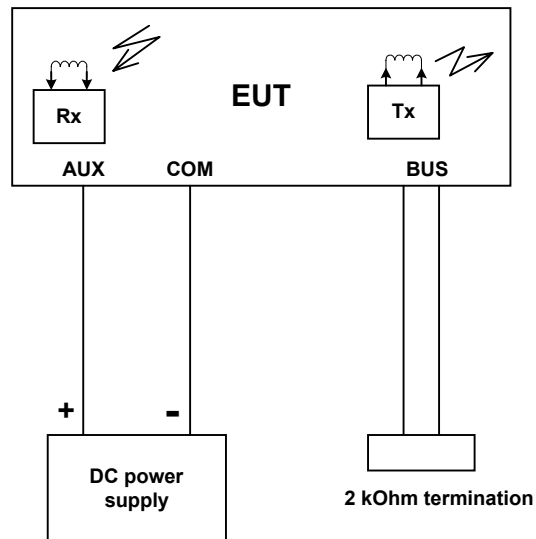 EUT
Rx
Tx
AUX COM BUS
+ -
DC power
supply
2 kOhm termination